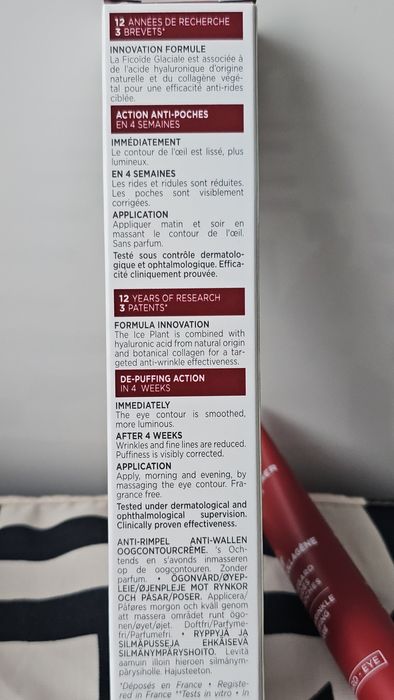 12 ANNÉES DE RECHERCHE
3 BREVETS*
INNOVATION FORMULE
La Ficoïde Glaciale est associée à
de l'acide hyaluronique d'origine
naturelle et du collagène végé-
tal pour une efficacité anti-rides
ciblée.
ACTION ANTI-POCHES
EN 4 SEMAINES
IMMÉDIATEMENT
Le contour de l'œil est lissé, plus
lumineux.
EN 4 SEMAINES
Les rides et ridules sont réduites.
Les poches sont visiblement
corrigées.
APPLICATION
Appliquer matin et soir en
massant le contour de l'œil.
Sans parfum.
Testé sous contrôle dermatolo-
gique et ophtalmologique. Effica-
cité cliniquement prouvée.
12 YEARS OF RESEARCH
3 PATENTS*
FORMULA INNOVATION
The Ice Plant is combined with
hyaluronic acid from natural origin
and botanical collagen for a tar-
geted anti-wrinkle effectiveness.
DE-PUFFING ACTION
IN 4 WEEKS
IMMEDIATELY
The eye contour is smoothed,
more luminous.
AFTER 4 WEEKS
Wrinkles and fine lines are reduced.
Puffiness is visibly corrected.
APPLICATION
Apply, morning and evening, by
massaging the eye contour. Fra-
grance free.
Tested under dermatological and
ophthalmological supervision.
Clinically proven effectiveness.
ANTI-RIMPEL ANTI-WALLEN
OOGCONTOURCRÈME. 's Och-
tends en s'avonds inmasseren
op de oogcontouren. Zonder
parfum. • ÖGONVÅRD/ØYEP-
LEIE/ØJENPLEJE MOT RYNKOR
OCH PÅSAR/POSER. Applicera/
Påføres morgon och kväll genom
att massera området runt ögo-
nen/øyet/øjet. Doftfri/Parfyme-
fri/Parfumefri. • RYPPYJÄ JA
SILMÄPUSSEJA EHKÄISEVÄ
SILMÄNYMPÄRYSHOITO. Levitä
aamuin illoin hieroen silmänym-
pärysiholle. Hajusteeton.
*Déposés en France • Registe-
red in France **Tests in vitro • In
LAGÈNE
RO - EYE